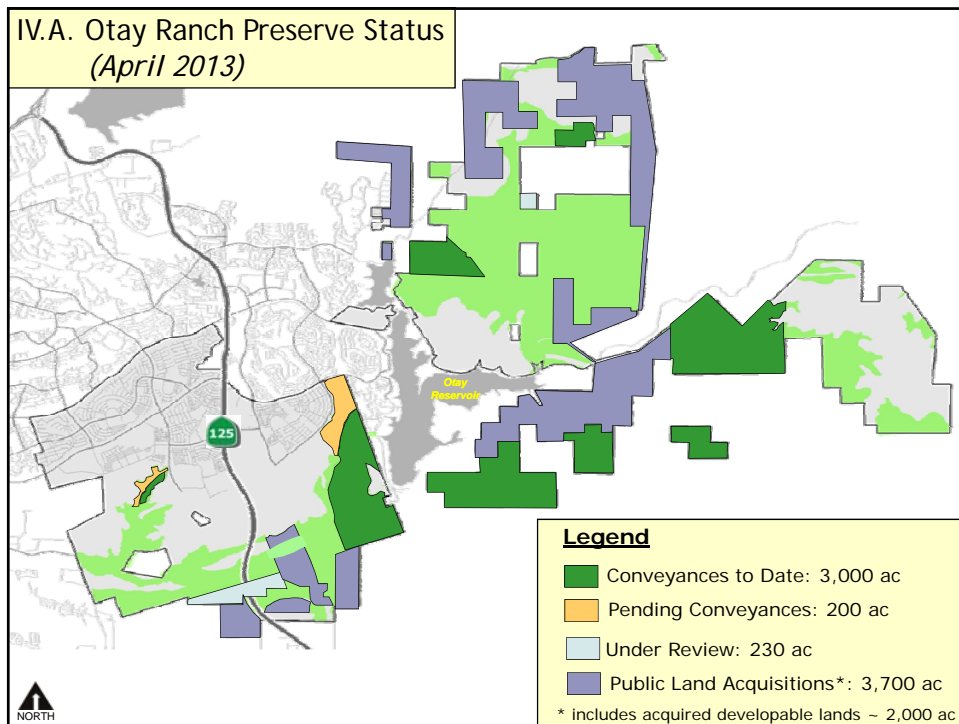 IV.A. Otay Ranch Preserve Status
(April 2013)
Otay
Reservoir
125
Legend
Conveyances to Date: 3,000 ac
Pending Conveyances: 200 ac
Under Review: 230 ac
Public Land Acquisitions*: 3,700 ac
* includes acquired developable lands ~ 2,000 ac
NORTH